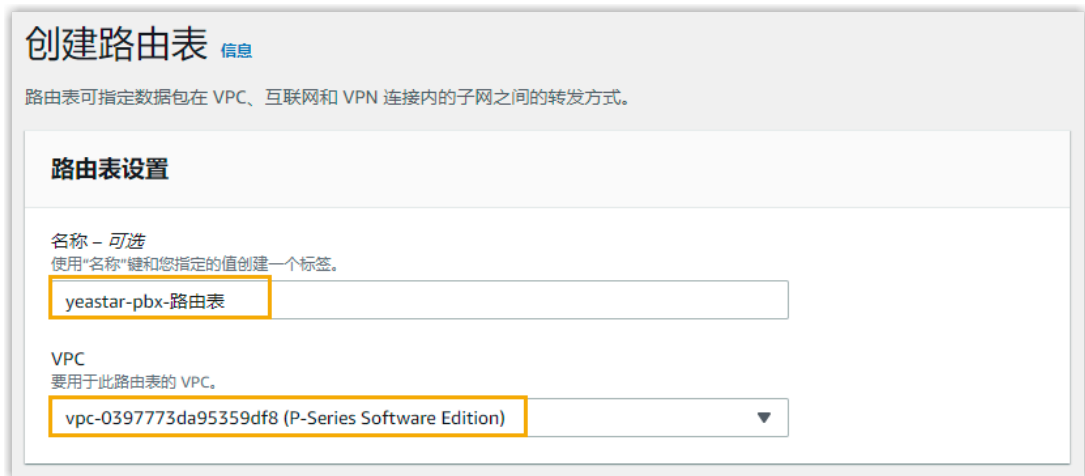 创建路由表 信息
路由表可指定数据包在 VPC、互联网和 VPN 连接内的子网之间的转发方式。
路由表设置
名称 – 可选
使用"名称"键和您指定的值创建一个标签。
yeastar-pbx-路由表
VPC
要用于此路由表的 VPC。
vpc-0397773da95359df8 (P-Series Software Edition)